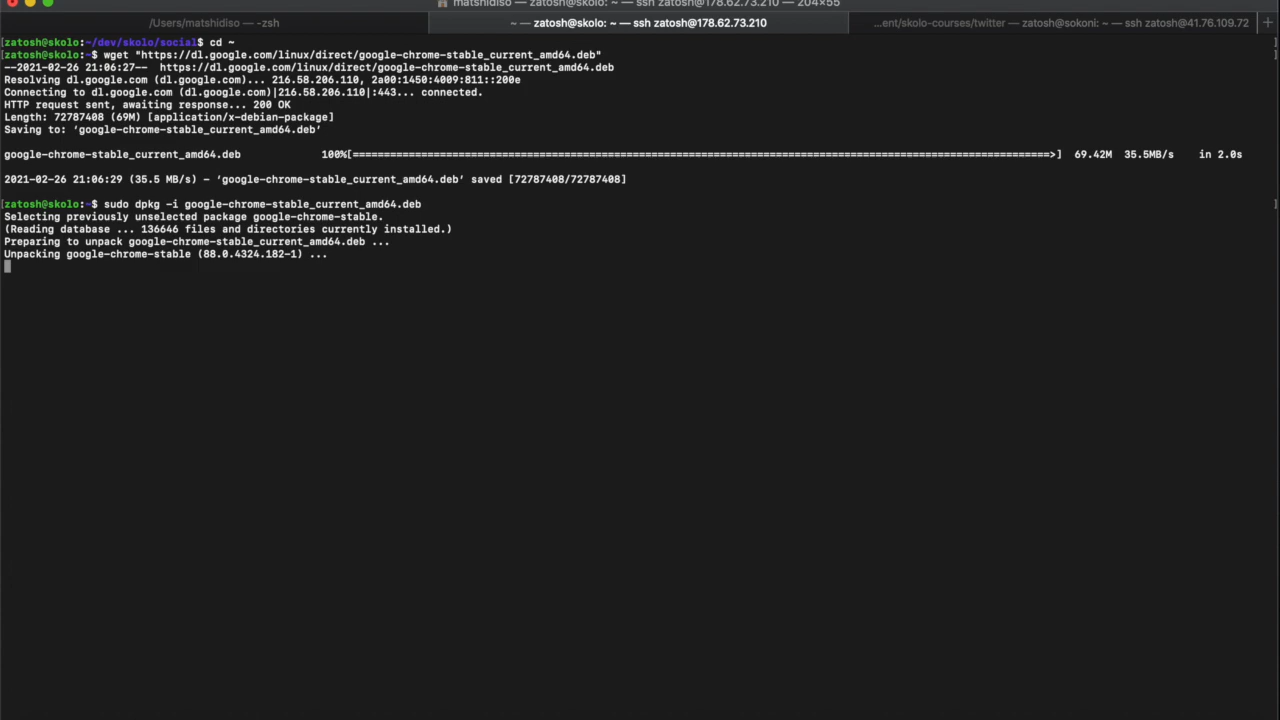 matshidiso — zatosh@skolo: ~ — ssh zatosh@178.62.73.210 — 204×55
/Users/matshidiso — -zsh
~ — zatosh@skolo: ~ — ssh zatosh@178.62.73.210
...ent/skolo-courses/twitter — zatosh@sokoni: ~ — ssh zatosh@41.76.109.72
+
[zatosh@skolo:~/dev/skolo/social$ cd ~ ]
[zatosh@skolo:~$ wget "https://dl.google.com/linux/direct/google-chrome-stable_current_amd64.deb" ]
--2021-02-26 21:06:27--  https://dl.google.com/linux/direct/google-chrome-stable_current_amd64.deb
Resolving dl.google.com (dl.google.com)... 216.58.206.110, 2a00:1450:4009:811::200e
Connecting to dl.google.com (dl.google.com)|216.58.206.110|:443... connected.
HTTP request sent, awaiting response... 200 OK
Length: 72787408 (69M) [application/x-debian-package]
Saving to: ‘google-chrome-stable_current_amd64.deb’
google-chrome-stable_current_amd64.deb 100%[=================================================================================================================>] 69.42M 35.5MB/s in 2.0s
2021-02-26 21:06:29 (35.5 MB/s) - ‘google-chrome-stable_current_amd64.deb’ saved [72787408/72787408]
[zatosh@skolo:~$ sudo dpkg -i google-chrome-stable_current_amd64.deb ]
Selecting previously unselected package google-chrome-stable.
(Reading database ... 136646 files and directories currently installed.)
Preparing to unpack google-chrome-stable_current_amd64.deb ...
Unpacking google-chrome-stable (88.0.4324.182-1) ...